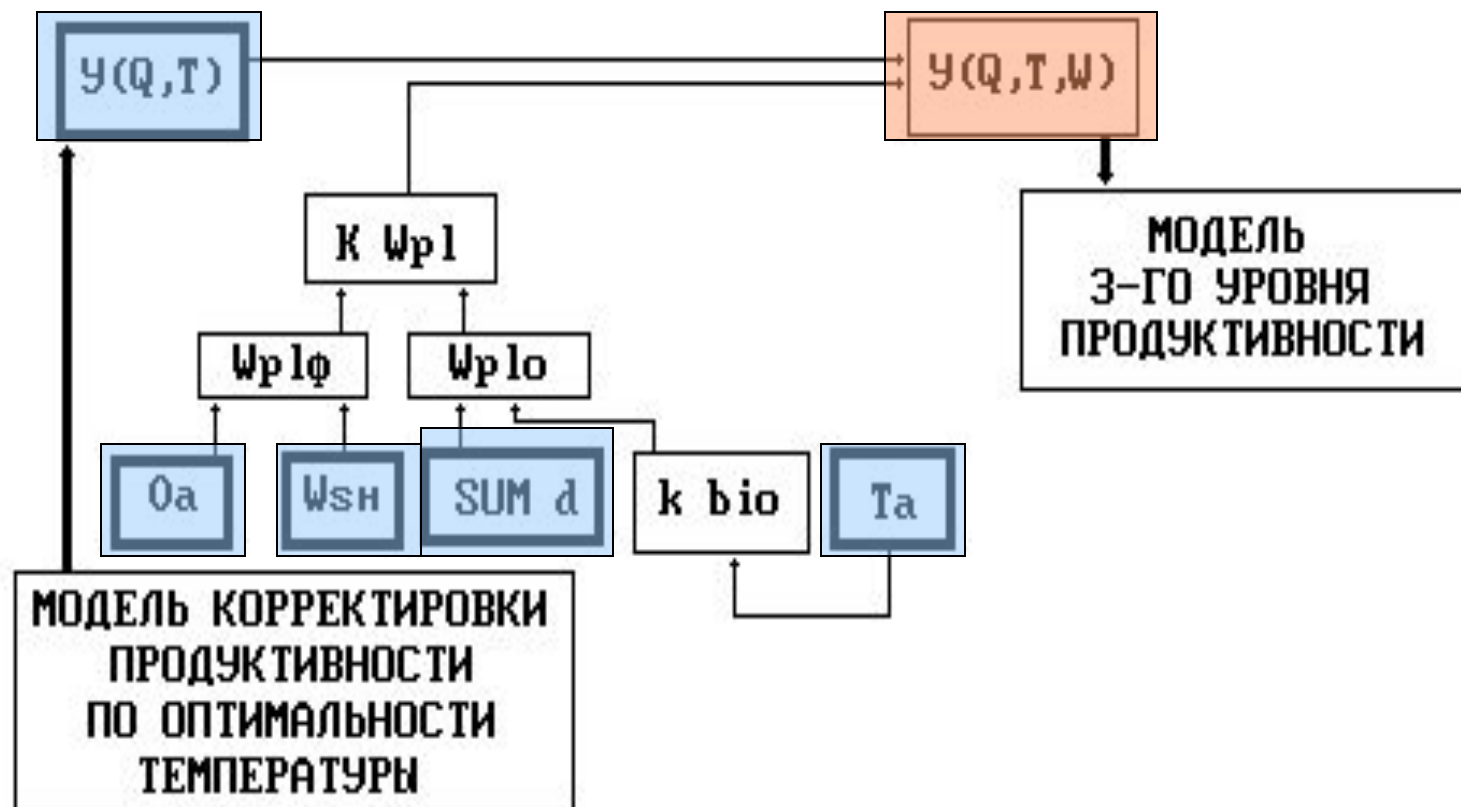 У(Q,T)
У(Q,T,W)
K Wpl
МОДЕЛЬ
3-ГО УРОВНЯ
ПРОДУКТИВНОСТИ
Wplф
Wplo
Oa
Wsн
SUM d
k bio
Ta
МОДЕЛЬ КОРРЕКТИРОВКИ
ПРОДУКТИВНОСТИ
ПО ОПТИМАЛЬНОСТИ
ТЕМПЕРАТУРЫ